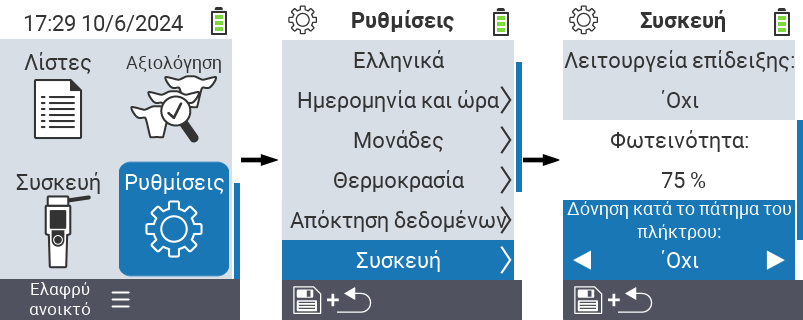 17:29 10/6/2024
Λίστες
Αξιολόγηση
Συσκευή
Ρυθμίσεις
Ελαφρύ
ανοικτό
Ρυθμίσεις
Ελληνικά
Ημερομηνία και ώρα
Μονάδες
Θερμοκρασία
Απόκτηση δεδομένων
Συσκευή
+
Συσκευή
Λειτουργεία επίδειξης:
΄Οχι
Φωτεινότητα:
75 %
Δόνηση κατά το πάτημα του
πλήκτρου:
΄Οχι
+